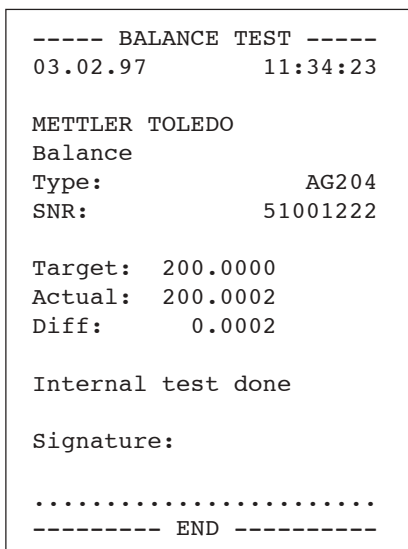 ----- BALANCE TEST -----
03.02.97 11:34:23
METTLER TOLEDO
Balance
Type: AG204
SNR: 51001222
Target: 200.0000
Actual: 200.0002
Diff: 0.0002
Internal test done
Signature:
........................
--------- END ----------